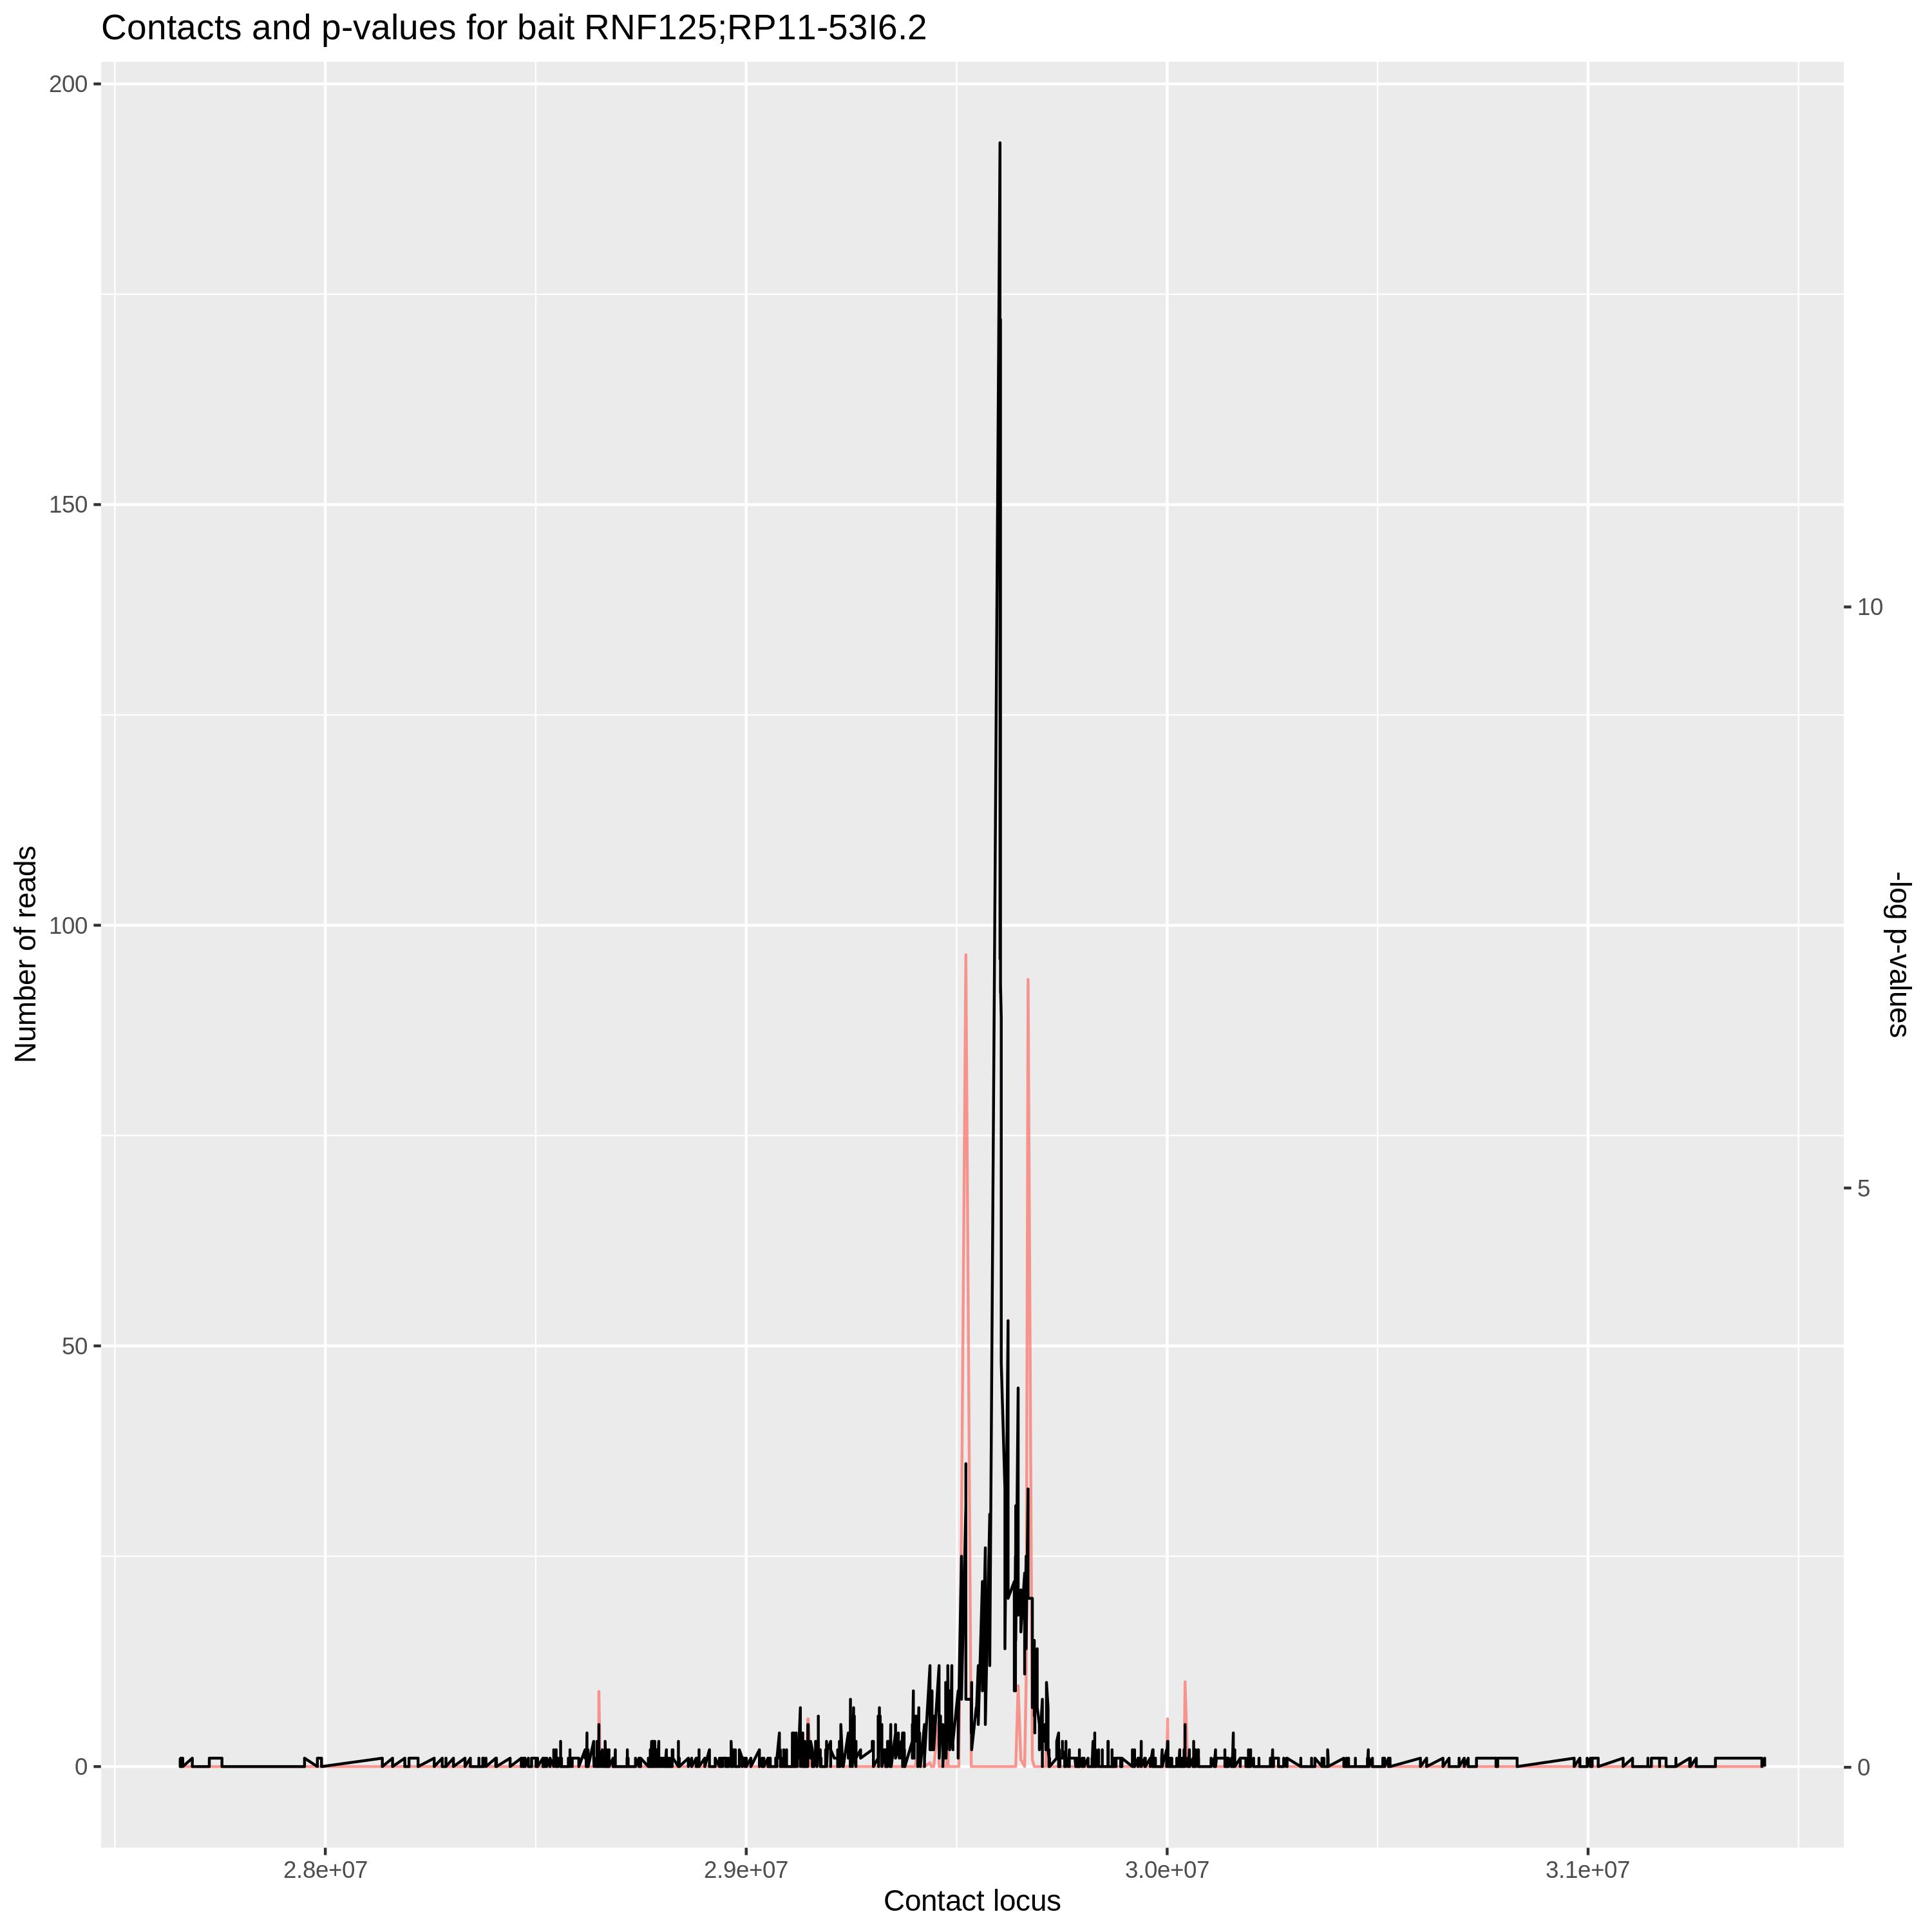 Contacts and p-values for bait RNF125;RP11-53I6.2
200
150
100
50
0
Number of reads
10
5
0
-log p-values
2.8e+07
2.9e+07
3.0e+07
3.1e+07
Contact locus